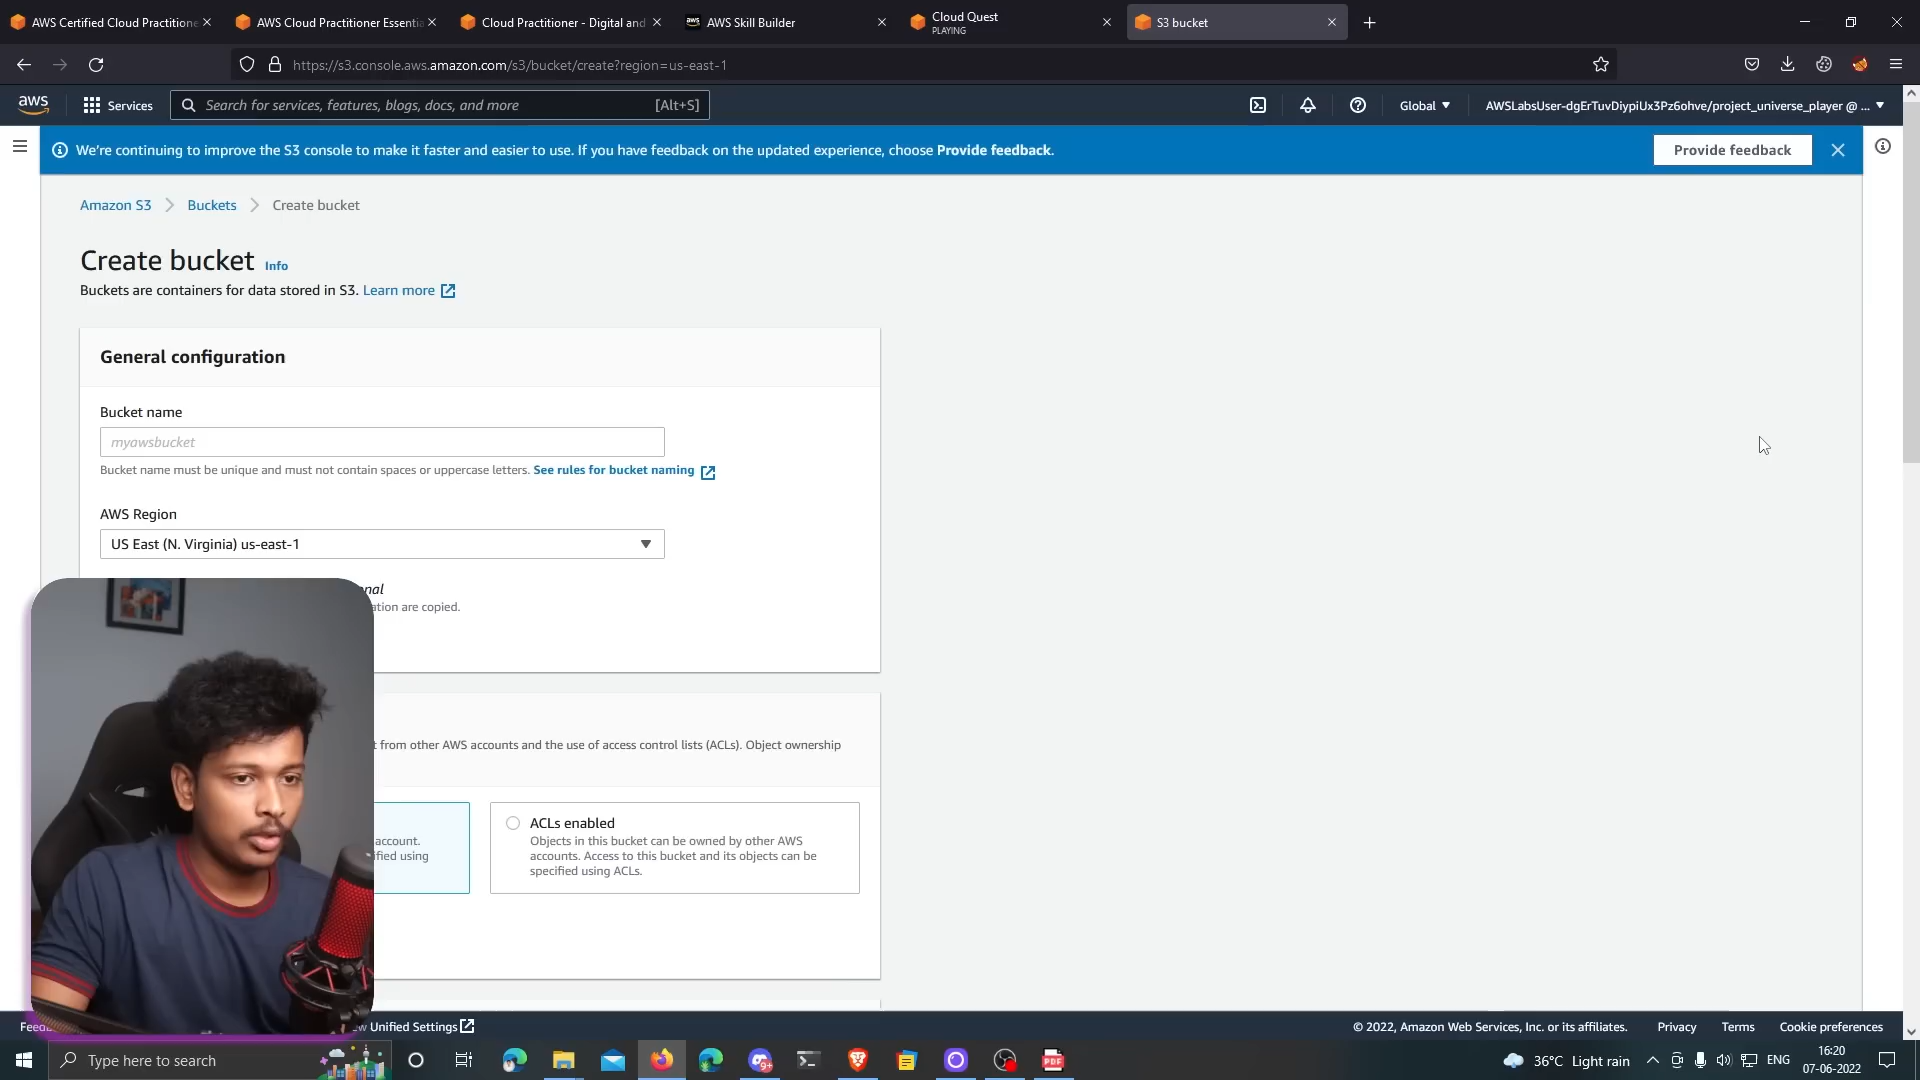 AWS Certified Cloud Practitione
AWS Cloud Practitioner Essentia
Cloud Practitioner - Digital and
AWS Skill Builder
Cloud Quest
PLAYING
S3 bucket
https://s3.console.aws.amazon.com/s3/bucket/create?region=us-east-1
aws
Services
Search for services, features, blogs, docs, and more
[Alt+S]
Global
AWSLabsUser-dgErTuvDiypiUx3Pz6ohve/project_universe_player @ ...
We're continuing to improve the S3 console to make it faster and easier to use. If you have feedback on the updated experience, choose Provide feedback.
Provide feedback
Amazon S3
Buckets
Create bucket
Create bucket
Info
Buckets are containers for data stored in S3. Learn more
General configuration
Bucket name
myawsbucket
Bucket name must be unique and must not contain spaces or uppercase letters. See rules for bucket naming
AWS Region
US East (N. Virginia) us-east-1
nal
ation are copied.
t from other AWS accounts and the use of access control lists (ACLs). Object ownership
account.
ified using
ACLs enabled
Objects in this bucket can be owned by other AWS
accounts. Access to this bucket and its objects can be
specified using ACLs.
Feed
w Unified Settings
© 2022, Amazon Web Services, Inc. or its affiliates.
Privacy
Terms
Cookie preferences
Type here to search
9+
PDF
36°C Light rain
ENG
16:20
07-06-2022